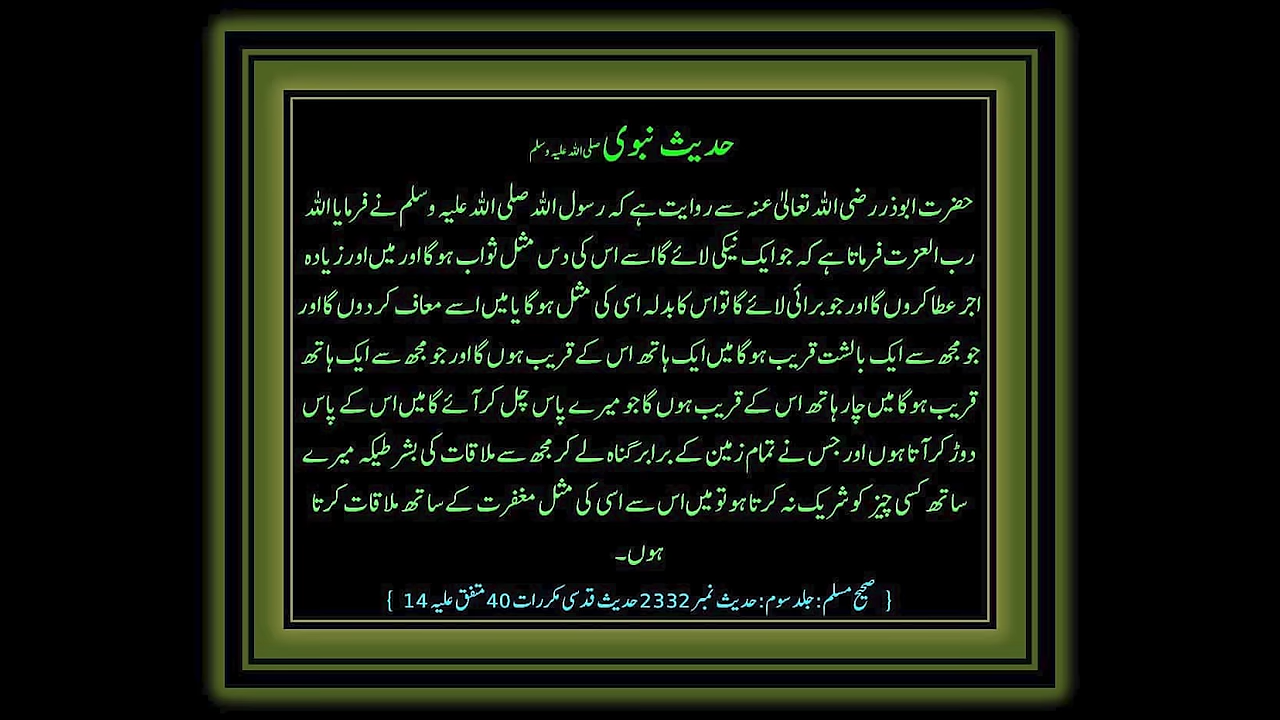 حدیث نبوی صلی اللہ علیہ وسلم
حضرت ابوذر رضی اللہ تعالیٰ عنہ سے روایت ہے کہ رسول اللہ صلی اللہ علیہ وسلم نے فرمایا اللہ
رب العزت فرماتا ہے کہ جو ایک نیکی لائے گا اسے اس کی دس مثل ثواب ہوگا اور میں اور زیادہ
اجر عطا کروں گا اور جو برائی لائے گا تو اس کا بدلہ اسی کی مثل ہوگا یا میں اسے معاف کر دوں گا اور
جو مجھ سے ایک بالشت قریب ہوگا میں ایک ہاتھ اس کے قریب ہوں گا اور جو مجھ سے ایک ہاتھ
قریب ہوگا میں چار ہاتھ اس کے قریب ہوں گا جو میرے پاس چل کر آئے گا میں اس کے پاس
دوڑ کر آتا ہوں اور جس نے تمام زمین کے برابر گناہ لے کر مجھ سے ملاقات کی بشرطیکہ میرے
ساتھ کسی چیز کو شریک نہ کرتا ہو تو میں اس سے اسی کی مثل مغفرت کے ساتھ ملاقات کرتا
ہوں۔
{ صحیح مسلم : جلد سوم : حدیث نمبر 2332 حدیث قدسی مکررات 40 متفق علیہ 14 }